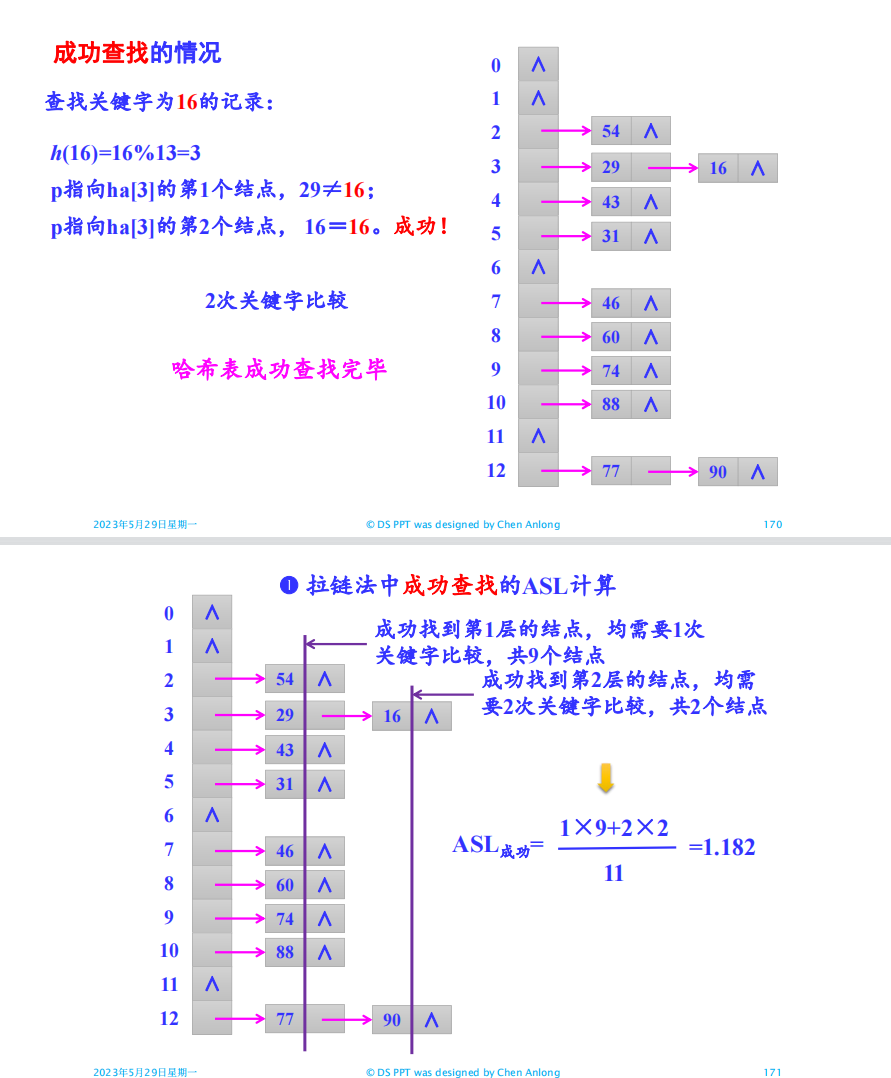 成功查找的情况
查找关键字为16的记录：
h(16)=16%13=3
p指向ha[3]的第1个结点，29≠16；
p指向ha[3]的第2个结点， 16＝16。成功！
2次关键字比较
哈希表成功查找完毕
0 ∧
1 ∧
2 54 ∧
3 29 16 ∧
4 43 ∧
5 31 ∧
6 ∧
7 46 ∧
8 60 ∧
9 74 ∧
10 88 ∧
11 ∧
12 77 90 ∧
2023年5月29日星期一 © DS PPT was designed by Chen Anlong 170
❶ 拉链法中成功查找的ASL计算
成功找到第1层的结点，均需要1次
关键字比较，共9个结点
成功找到第2层的结点，均需
要2次关键字比较，共2个结点
0 ∧
1 ∧
2 54 ∧
3 29 16 ∧
4 43 ∧
5 31 ∧
6 ∧
7 46 ∧
8 60 ∧
9 74 ∧
10 88 ∧
11 ∧
12 77 90 ∧
1×9+2×2
ASL成功= =1.182
11
2023年5月29日星期一 © DS PPT was designed by Chen Anlong 171